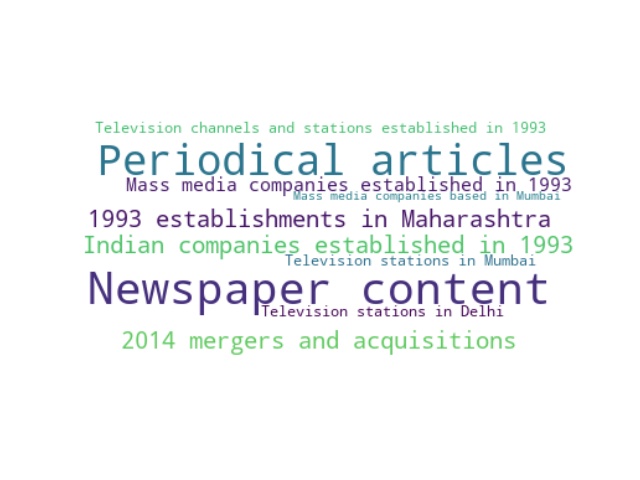 Television channels and stations established in 1993
Periodical articles
Mass media companies established in 1993
Mass media companies based in Mumbai
1993 establishments in Maharashtra
Indian companies established in 1993
Television stations in Mumbai
Newspaper content
Television stations in Delhi
2014 mergers and acquisitions